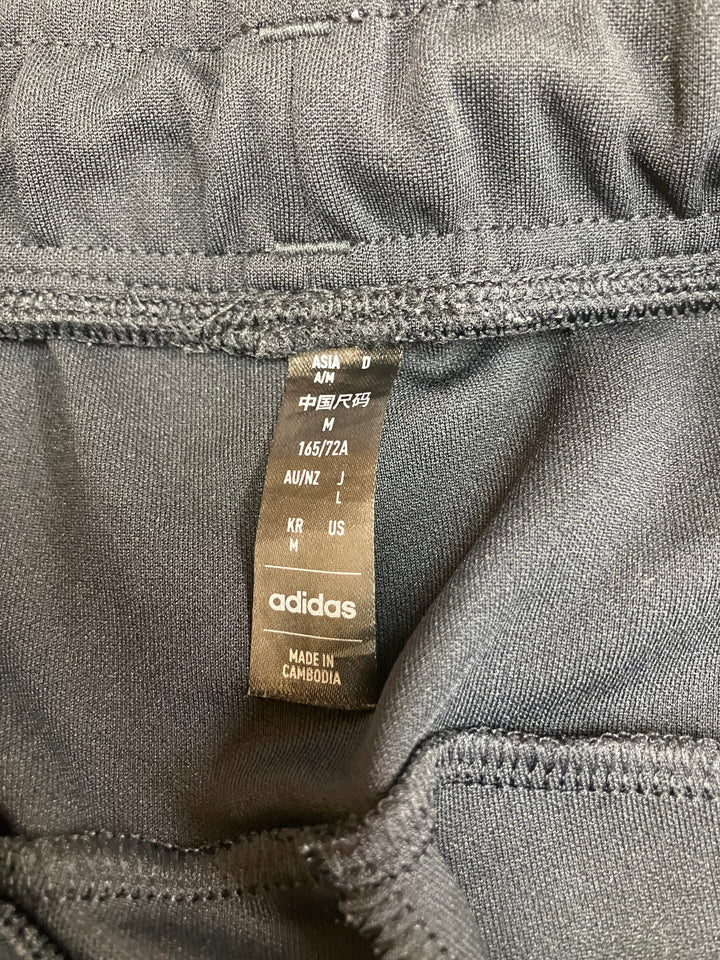 ASIA D
A/M
中国尺码
M
165/72A
AU/NZ J
L
KR US
M
adidas
MADE IN
CAMBODIA